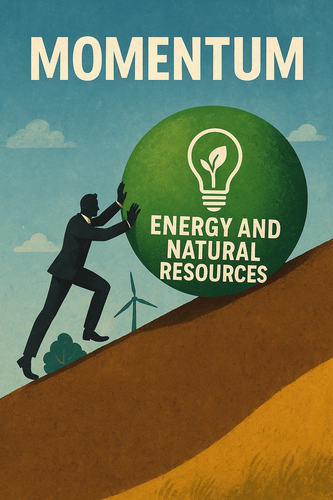 MOMENTUM
ENERGY AND
NATURAL
RESOURCES